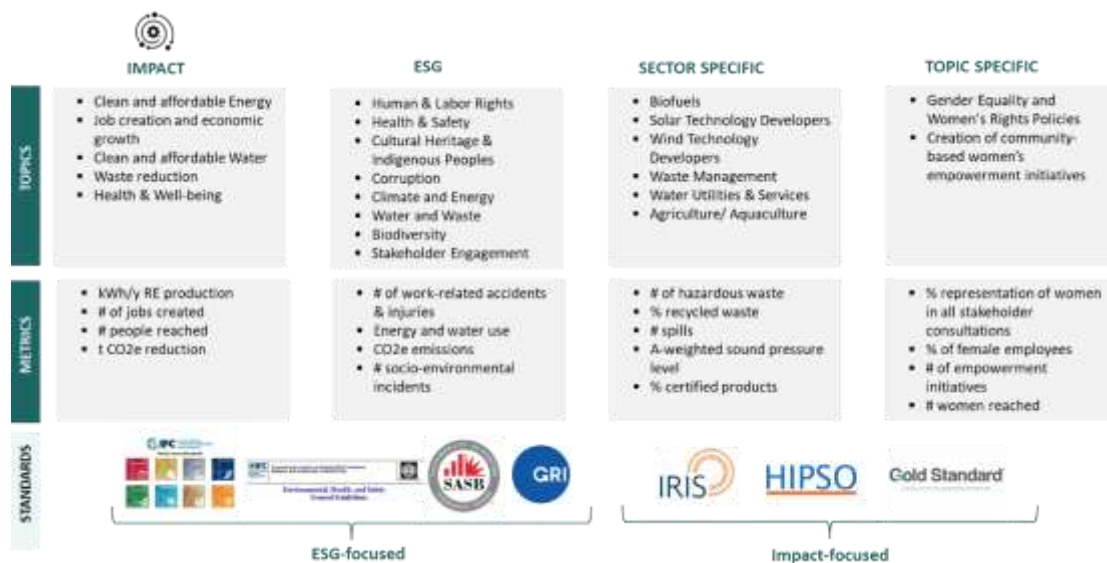 IMPACT
ESG
SECTOR SPECIFIC
TOPIC SPECIFIC
TOPICS
• Clean and affordable Energy
• Job creation and economic
growth
• Clean and affordable Water
• Waste reduction
• Health & Well-being
• Human & Labor Rights
• Health & Safety
• Cultural Heritage &
Indigenous Peoples
• Corruption
• Climate and Energy
• Water and Waste
• Biodiversity
• Stakeholder Engagement
• Biofuels
• Solar Technology Developers
• Wind Technology
Developers
• Waste Management
• Water Utilities & Services
• Agriculture/ Aquaculture
• Gender Equality and
Women's Rights Policies
• Creation of community-
based women's
empowerment initiatives
METRICS
• kWh/y RE production
• # of jobs created
• # people reached
• t CO2e reduction
• # of work-related accidents
& injuries
• Energy and water use
• CO2e emissions
• # socio-environmental
incidents
• # of hazardous waste
• % recycled waste
• # spills
• A-weighted sound pressure
level
• % certified products
• % representation of women
in all stakeholder
consultations
• % of female employees
• # of empowerment
initiatives
• # women reached
STANDARDS
IFC
Environmental, Health, and Safety
General Guidelines
SASB
GRI
IRIS
HIPSO
Gold Standard
ESG-focused
Impact-focused